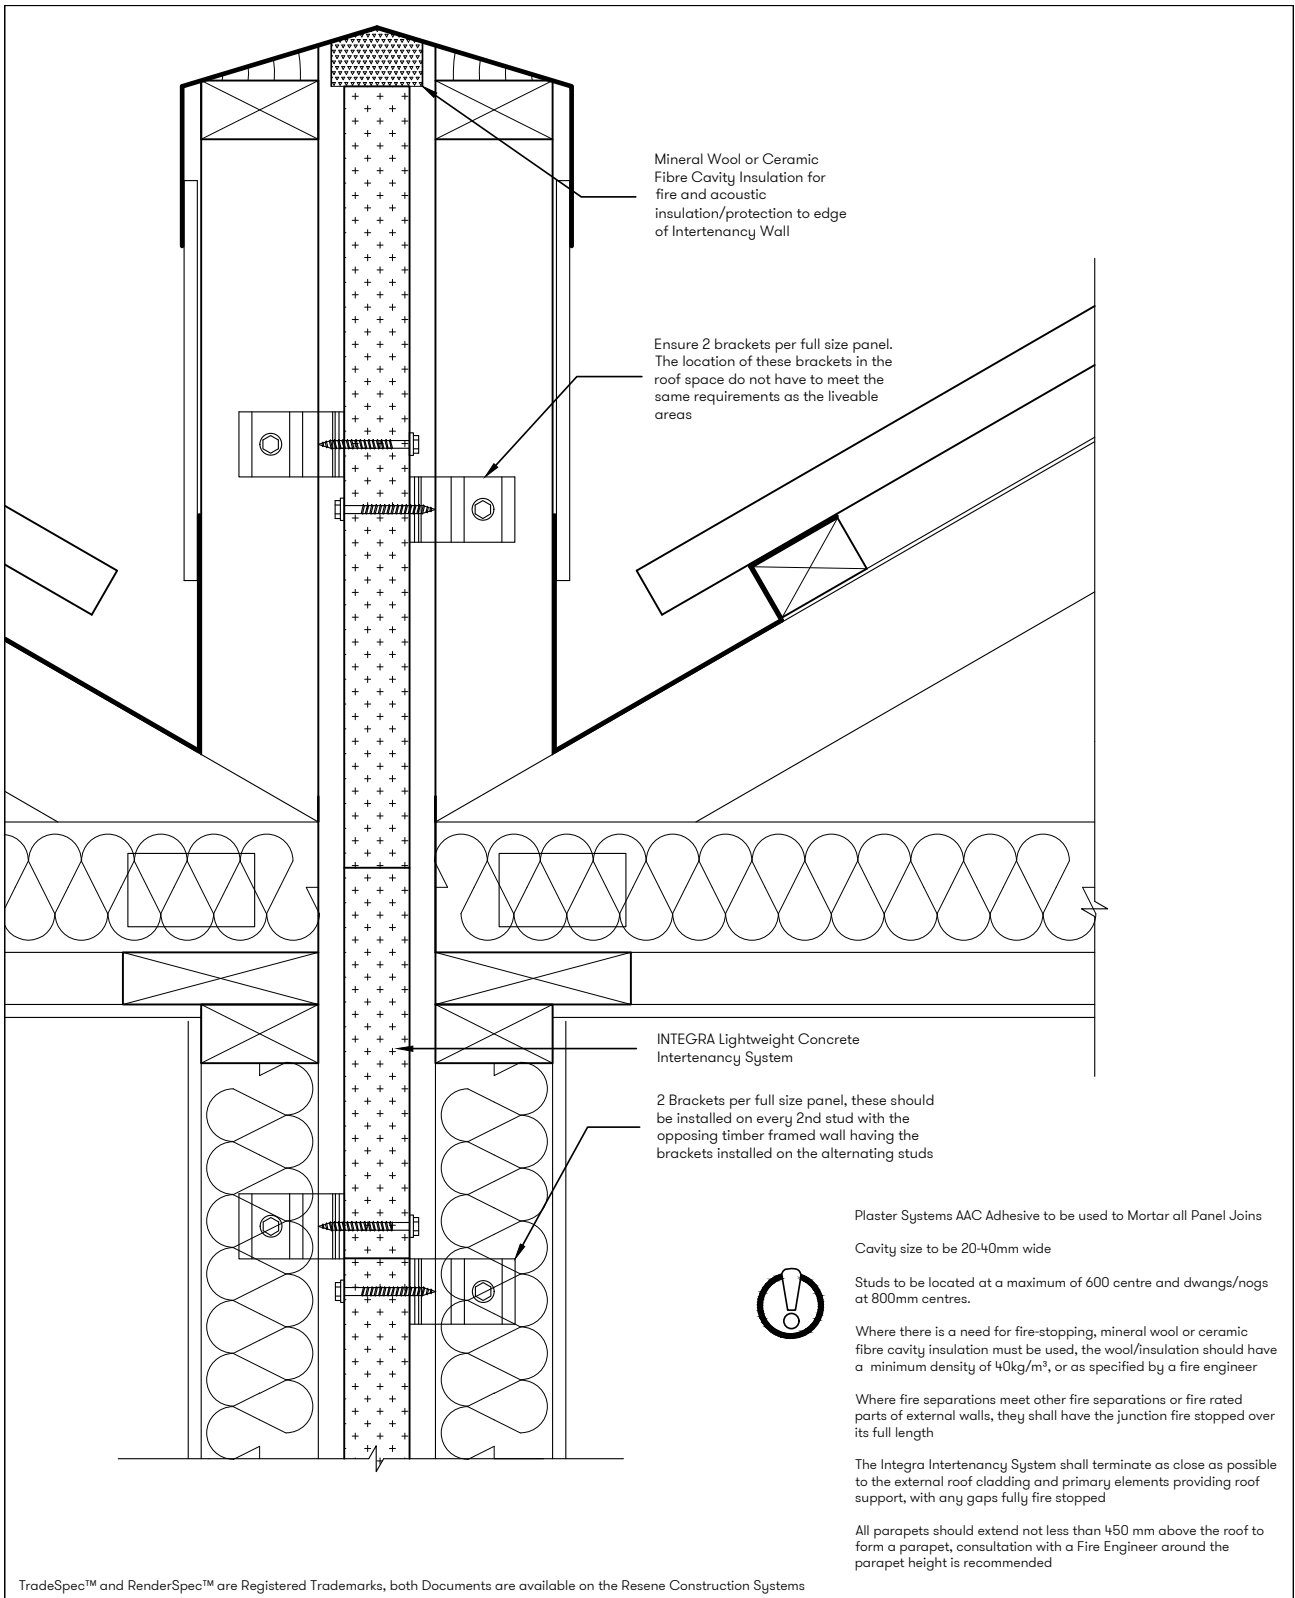 Mineral Wool or Ceramic
Fibre Cavity Insulation for
fire and acoustic
insulation/protection to edge
of Intertenancy Wall
Ensure 2 brackets per full size panel.
The location of these brackets in the
roof space do not have to meet the
same requirements as the liveable
areas
INTEGRA Lightweight Concrete
Intertenancy System
2 Brackets per full size panel, these should
be installed on every 2nd stud with the
opposing timber framed wall having the
brackets installed on the alternating studs
Plaster Systems AAC Adhesive to be used to Mortar all Panel Joins
Cavity size to be 20-40mm wide
Studs to be located at a maximum of 600 centre and dwangs/nogs
at 800mm centres.
Where there is a need for fire-stopping, mineral wool or ceramic
fibre cavity insulation must be used, the wool/insulation should have
a minimum density of 40kg/m³, or as specified by a fire engineer
Where fire separations meet other fire separations or fire rated
parts of external walls, they shall have the junction fire stopped over
its full length
The Integra Intertenancy System shall terminate as close as possible
to the external roof cladding and primary elements providing roof
support, with any gaps fully fire stopped
All parapets should extend not less than 450 mm above the roof to
form a parapet, consultation with a Fire Engineer around the
parapet height is recommended
TradeSpec™ and RenderSpec™ are Registered Trademarks, both Documents are available on the Resene Construction Systems